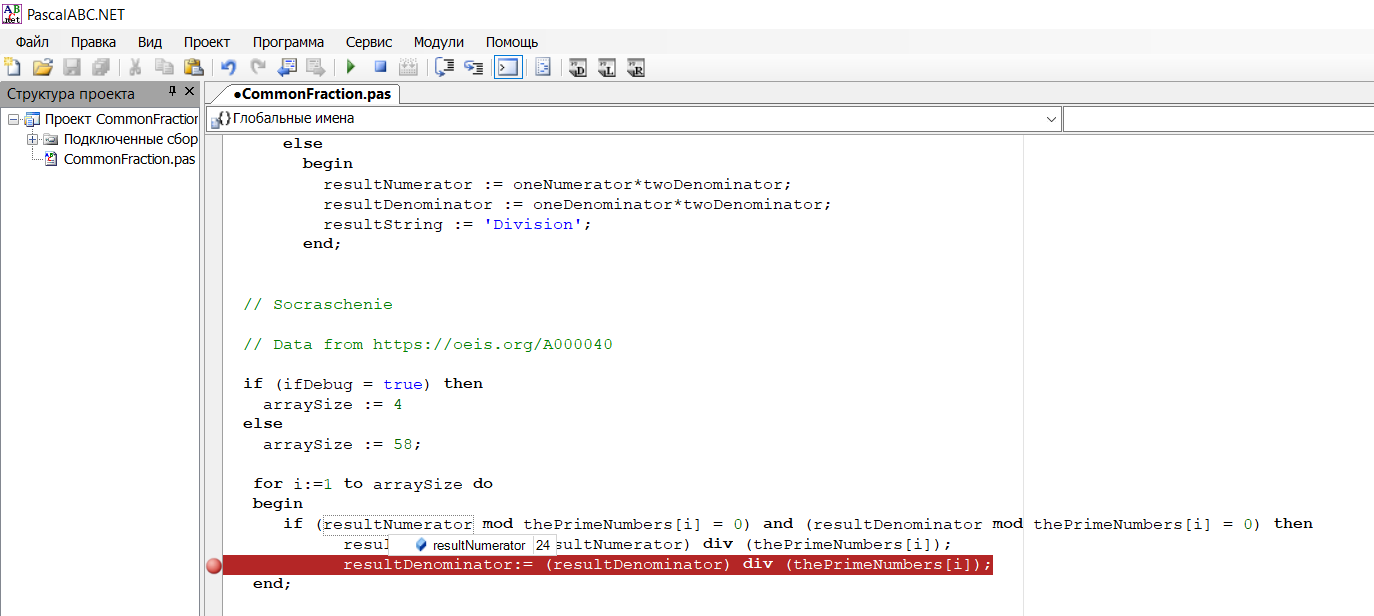 PascalABC.NET
Файл Правка Вид Проект Программа Сервис Модули Помощь
Структура проекта
•CommonFraction.pas
Проект CommonFraction
Глобальные имена
Подключенные сбор
CommonFraction.pas
else
begin
resultNumerator := oneNumerator*twoDenominator;
resultDenominator := oneDenominator*twoDenominator;
resultString := 'Division';
end;
// Socraschenie
// Data from https://oeis.org/A000040
if (ifDebug = true) then
arraySize := 4
else
arraySize := 58;
for i:=1 to arraySize do
begin
if (resultNumerator mod thePrimeNumbers[i] = 0) and (resultDenominator mod thePrimeNumbers[i] = 0) then
resu resultNumerator 24 sultNumerator) div (thePrimeNumbers[i]);
resultDenominator:= (resultDenominator) div (thePrimeNumbers[i]);
end;